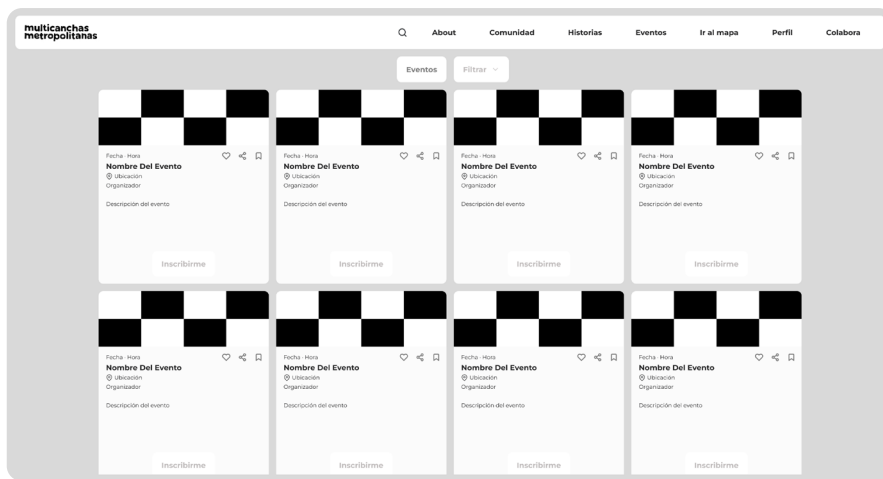 multicanchas
metropolitanas
About Comunidad Historias Eventos Ir al mapa Perfil Colabora
Eventos Filtrar
Fecha - Hora Fecha - Hora Fecha - Hora Fecha - Hora
Nombre Del Evento Nombre Del Evento Nombre Del Evento Nombre Del Evento
Ubicación Ubicación Ubicación Ubicación
Organizador Organizador Organizador Organizador
Descripción del evento Descripción del evento Descripción del evento Descripción del evento
Inscribirme Inscribirme Inscribirme Inscribirme
Fecha - Hora Fecha - Hora Fecha - Hora Fecha - Hora
Nombre Del Evento Nombre Del Evento Nombre Del Evento Nombre Del Evento
Ubicación Ubicación Ubicación Ubicación
Organizador Organizador Organizador Organizador
Descripción del evento Descripción del evento Descripción del evento Descripción del evento
Inscribirme Inscribirme Inscribirme Inscribirme